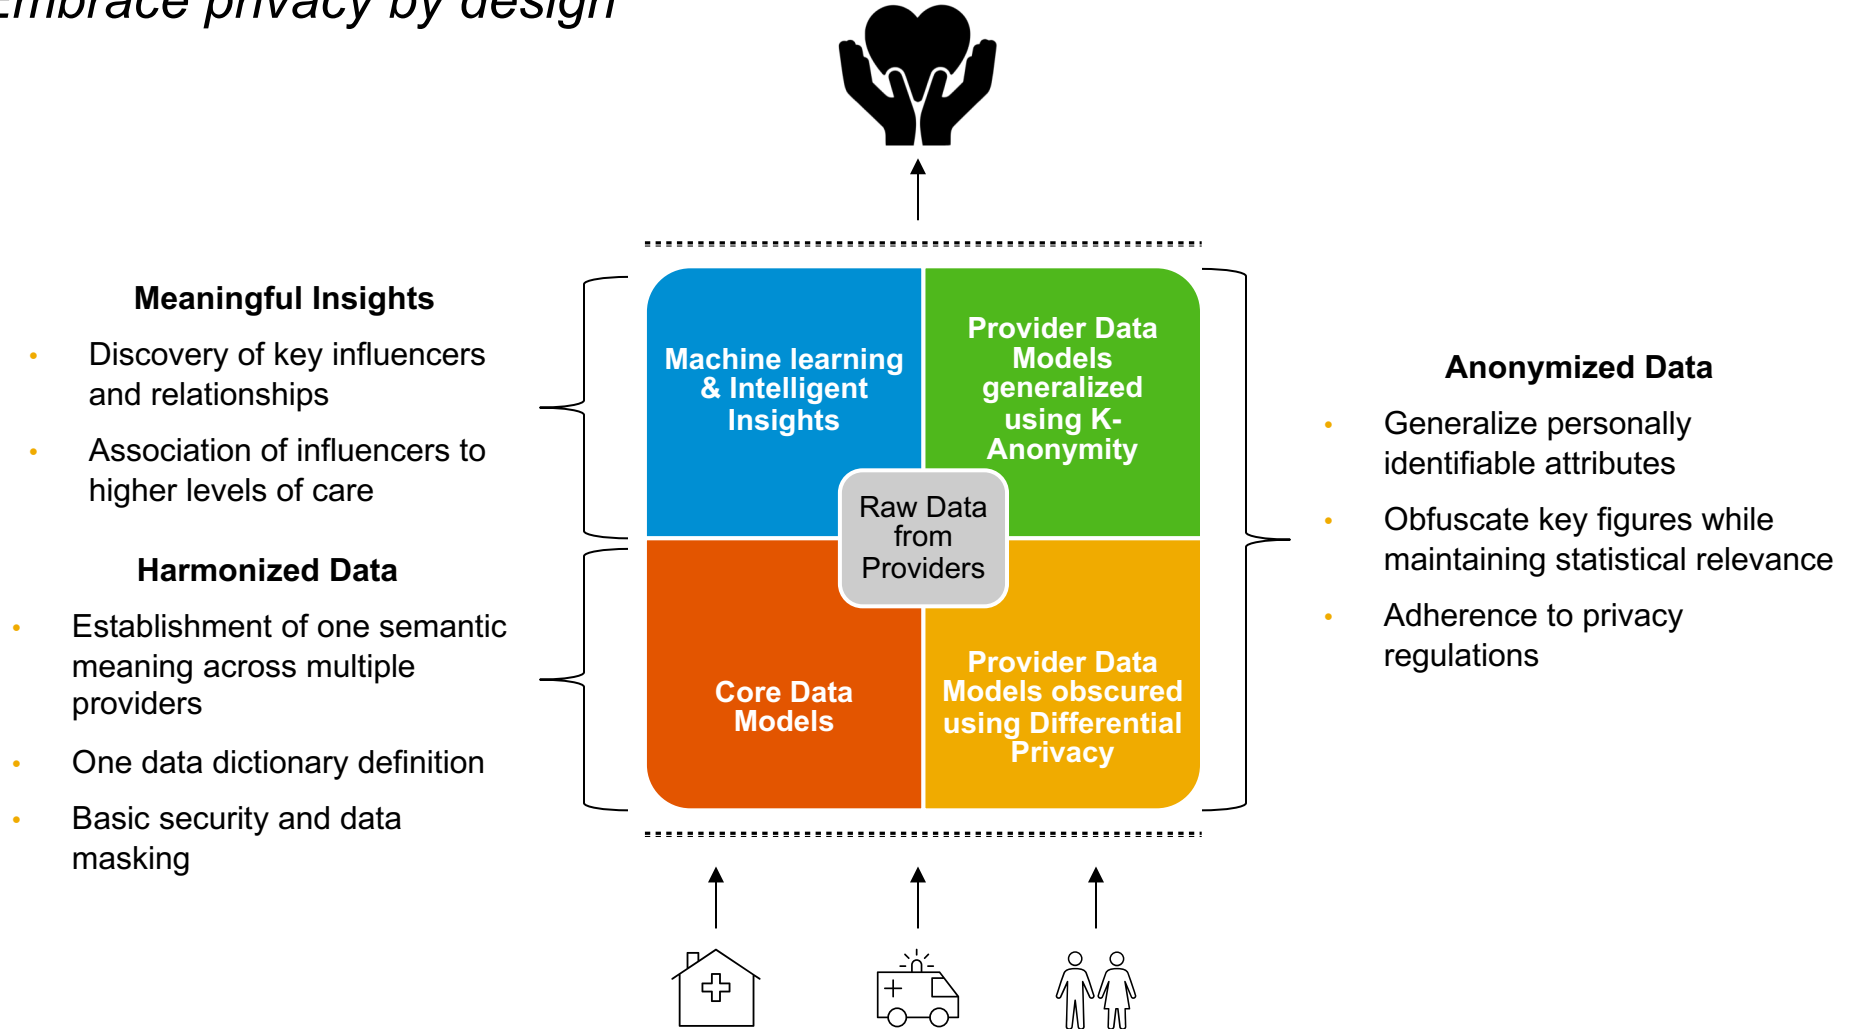 Embrace privacy by design
Meaningful Insights
• Discovery of key influencers
and relationships
• Association of influencers to
higher levels of care
Harmonized Data
• Establishment of one semantic
meaning across multiple
providers
• One data dictionary definition
• Basic security and data
masking
Machine learning
& Intelligent
Insights
Provider Data
Models
generalized
using K-
Anonymity
Raw Data
from
Providers
Core Data
Models
Provider Data
Models obscured
using Differential
Privacy
Anonymized Data
• Generalize personally
identifiable attributes
• Obfuscate key figures while
maintaining statistical relevance
• Adherence to privacy
regulations